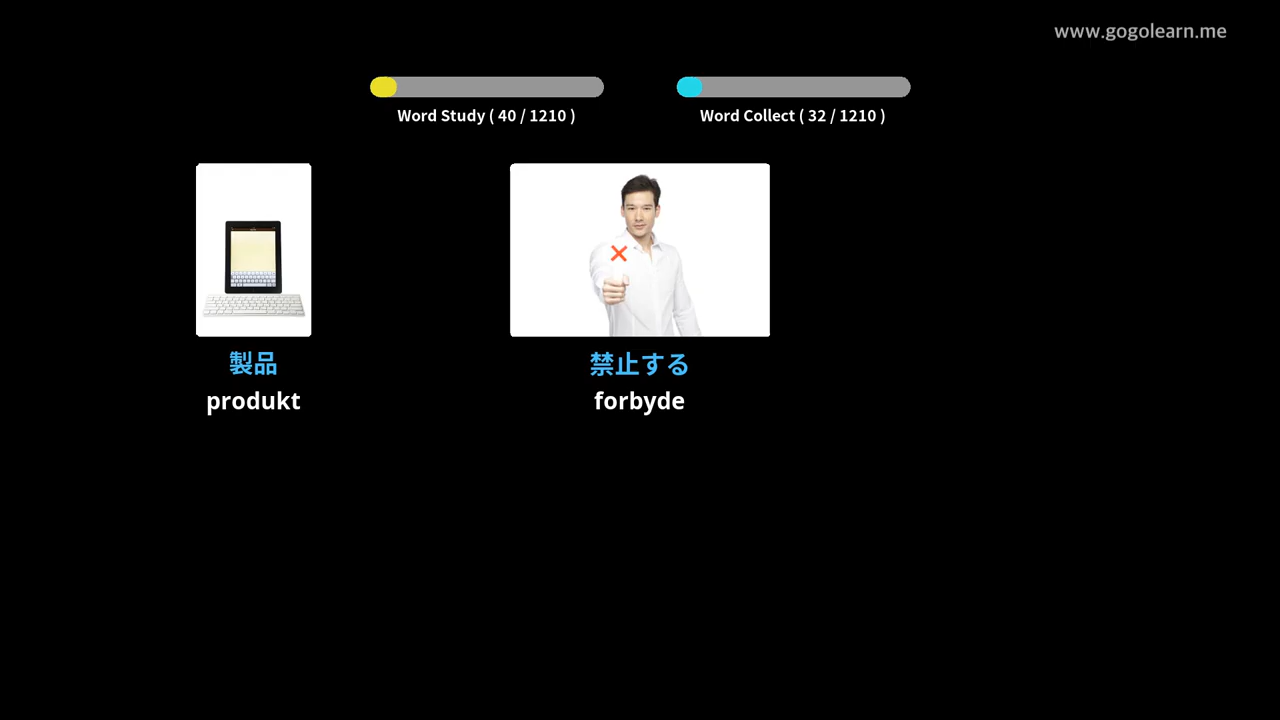 www.gogolearn.me
Word Study ( 40 / 1210 )
Word Collect ( 32 / 1210 )
製品
produkt
禁止する
forbyde